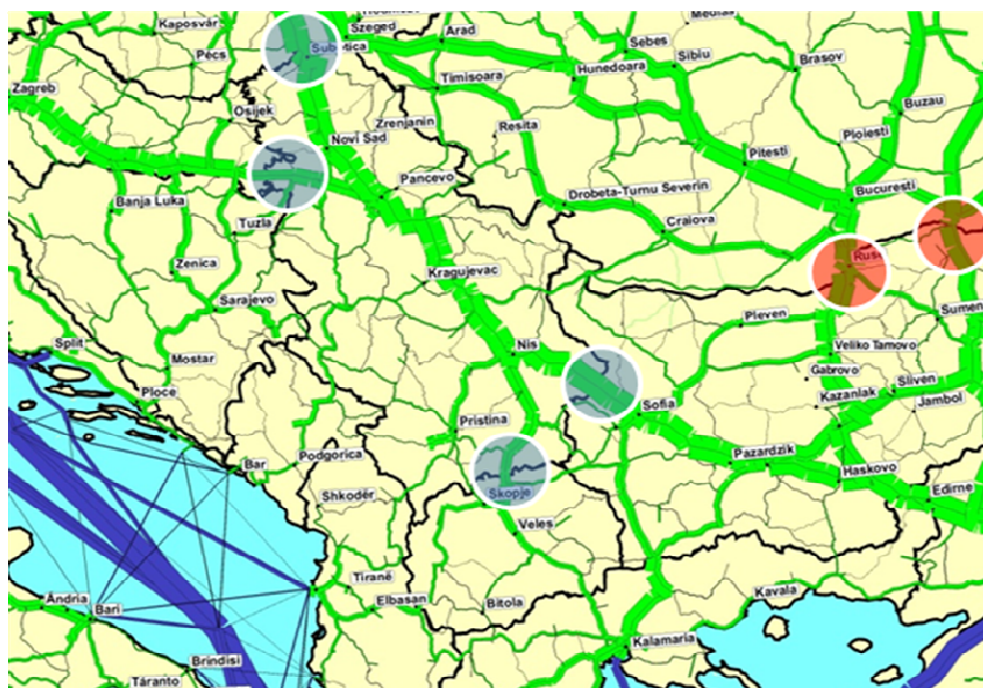 Kaposvár
Szeged
Arad
Medias
Subotica
Sebes
Sibiu
Brasov
Pécs
Hunedoara
Zagreb
Timisoara
Buzau
Osijek
Zrenjanin
Resita
Ploiesti
Novi Sad
Pitesti
Pancevo
Drobeta-Turnu Severin
Bucuresti
Banja Luka
Tuzla
Craiova
Zenica
Kragujevac
Ruse
Sarajevo
Pleven
Sumen
Split
Mostar
Nis
Veliko Tarnovo
Gabrovo
Sliven
Ploce
Kazanlak
Jambol
Sofia
Pristina
Podgorica
Pazardzik
Bar
Haskovo
Shkodër
Skopje
Edirne
Veles
Tiranë
Elbasan
Bitola
Kavala
Ándria
Bari
Kalamaria
Brindisi
Táranto